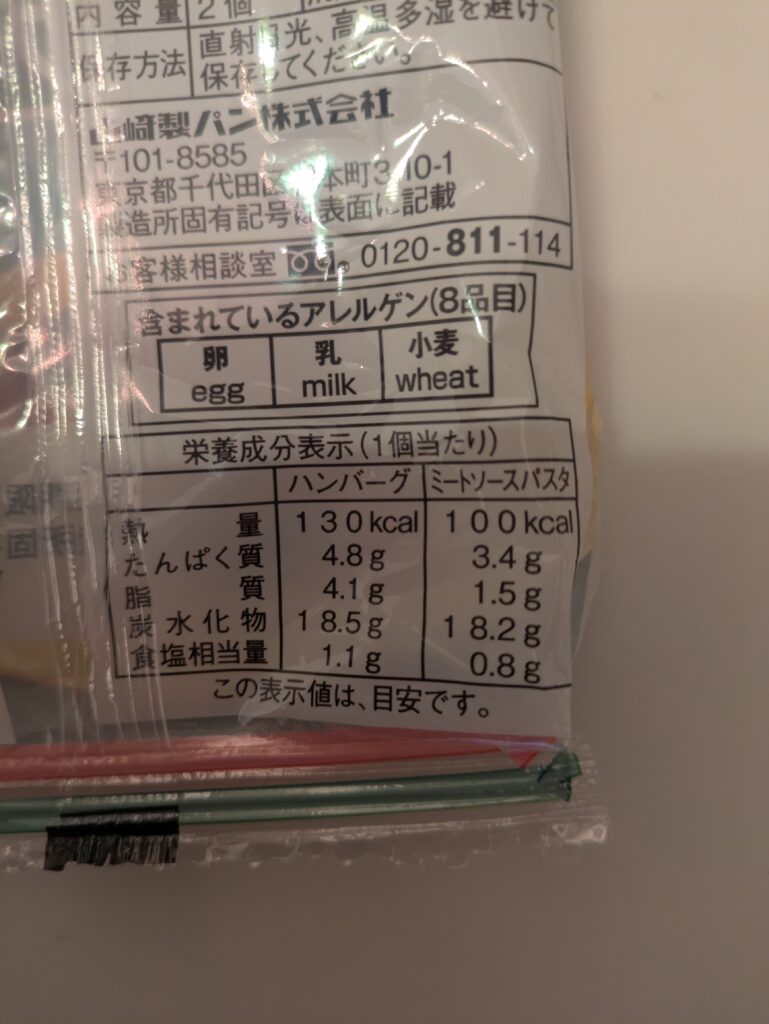 内容量 2個
保存方法 直射日光、高温多湿を避けて
保存してください。
山崎製パン株式会社
〒101-8585
東京都千代田区 本町3-10-1
製造所固有記号は表面に記載
お客様相談室 0120-811-114
含まれているアレルゲン(8品目)
卵 乳 小麦
egg milk wheat
栄養成分表示(1個当たり)
ハンバーグ ミートソースパスタ
熱量 130kcal 100kcal
たんぱく質 4.8g 3.4g
脂質 4.1g 1.5g
炭水化物 18.5g 18.2g
食塩相当量 1.1g 0.8g
この表示値は、目安です。